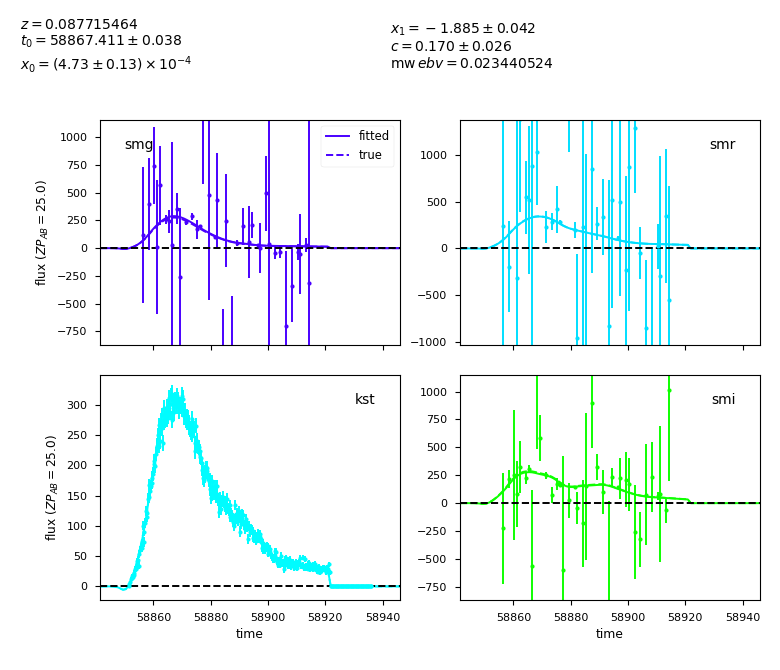 z = 0.087715464
t0 = 58867.411 ± 0.038
x0 = (4.73 ± 0.13) × 10^−4
x1 = −1.885 ± 0.042
c = 0.170 ± 0.026
mw ebv = 0.023440524
smg
fitted
true
flux (ZP_AB = 25.0)
1000
750
500
250
0
−250
−500
−750
smr
1000
500
0
−500
−1000
kst
flux (ZP_AB = 25.0)
300
250
200
150
100
50
0
58860 58880 58900 58920 58940
time
smi
1000
750
500
250
0
−250
−500
−750
58860 58880 58900 58920 58940
time